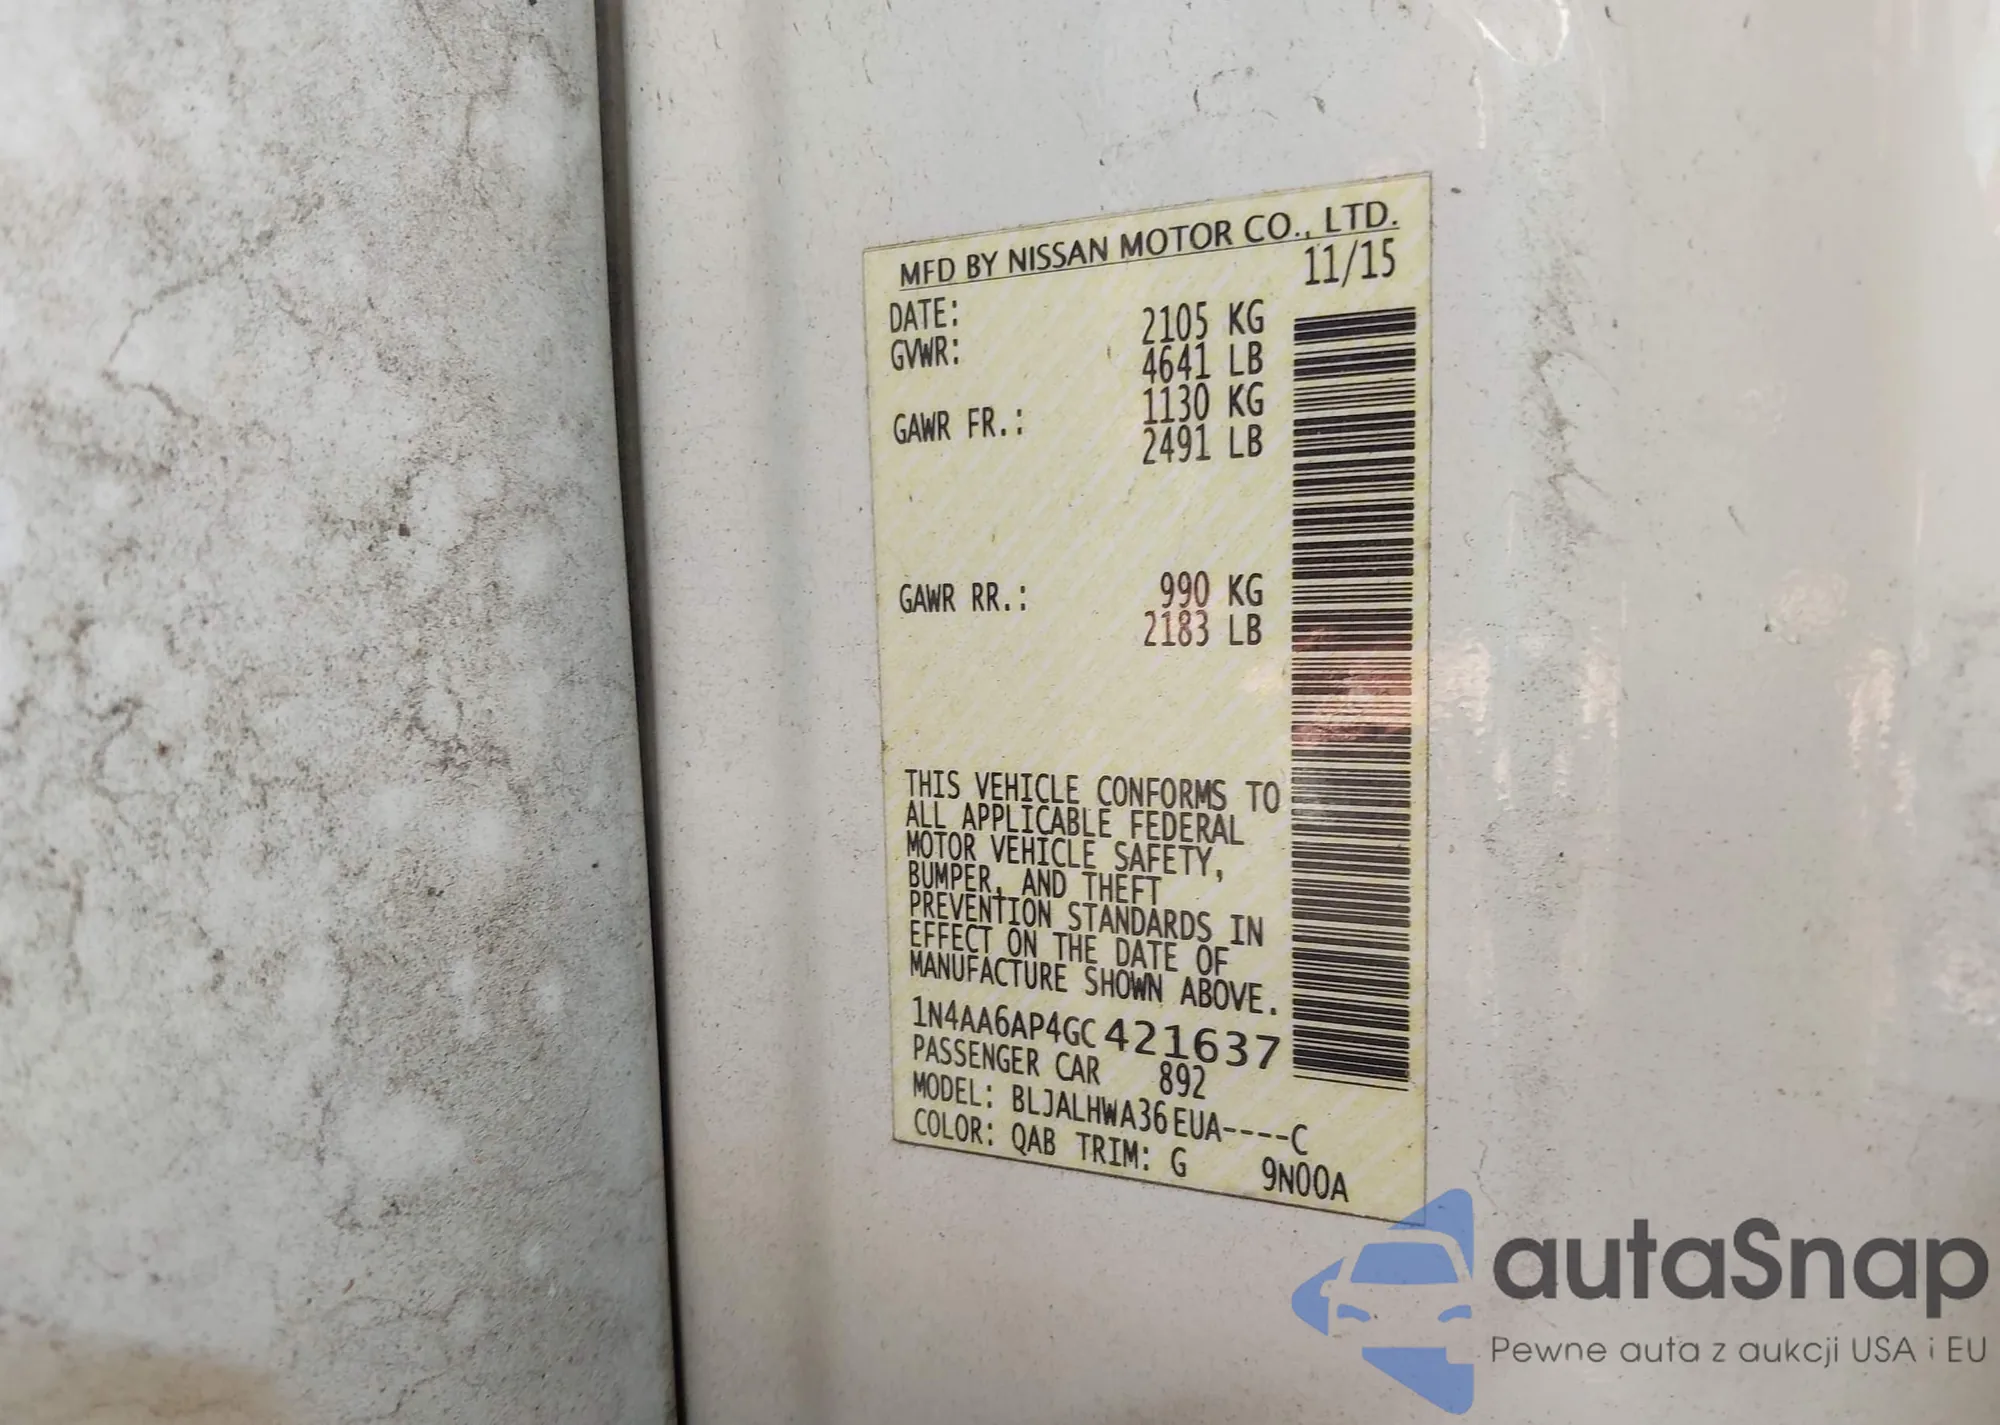 MFD BY NISSAN MOTOR CO., LTD.
DATE: 11/15
GVWR: 2105 KG
4641 LB
GAWR FR.: 1130 KG
2491 LB
GAWR RR.: 990 KG
2183 LB
THIS VEHICLE CONFORMS TO
ALL APPLICABLE FEDERAL
MOTOR VEHICLE SAFETY,
BUMPER, AND THEFT
PREVENTION STANDARDS IN
EFFECT ON THE DATE OF
MANUFACTURE SHOWN ABOVE.
1N4AA6AP4GC421637
PASSENGER CAR 892
MODEL: BLJALHWA36EUA----C
COLOR: QAB TRIM: G 9N00A
autaSnap
Pewne auta z aukcji USA i EU